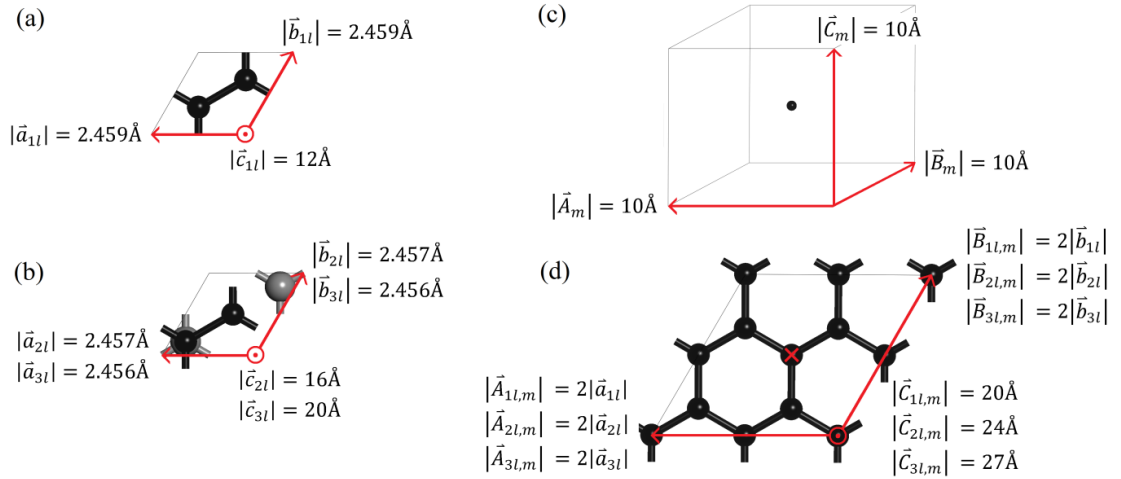 (a)
|b⃗₁ₗ| = 2.459Å
|a⃗₁ₗ| = 2.459Å
|c⃗₁ₗ| = 12Å
(b)
|b⃗₂ₗ| = 2.457Å
|b⃗₃ₗ| = 2.456Å
|a⃗₂ₗ| = 2.457Å
|a⃗₃ₗ| = 2.456Å
|c⃗₂ₗ| = 16Å
|c⃗₃ₗ| = 20Å
(c)
|C⃗ₘ| = 10Å
|B⃗ₘ| = 10Å
|A⃗ₘ| = 10Å
(d)
|B⃗₁ₗ,ₘ| = 2|b⃗₁ₗ|
|B⃗₂ₗ,ₘ| = 2|b⃗₂ₗ|
|B⃗₃ₗ,ₘ| = 2|b⃗₃ₗ|
|A⃗₁ₗ,ₘ| = 2|a⃗₁ₗ|
|A⃗₂ₗ,ₘ| = 2|a⃗₂ₗ|
|A⃗₃ₗ,ₘ| = 2|a⃗₃ₗ|
|C⃗₁ₗ,ₘ| = 20Å
|C⃗₂ₗ,ₘ| = 24Å
|C⃗₃ₗ,ₘ| = 27Å